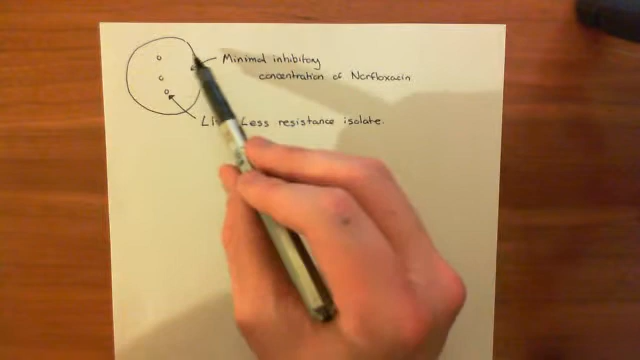 Minimal inhibitory
concentration of Norfloxacin
Less resistance isolate.